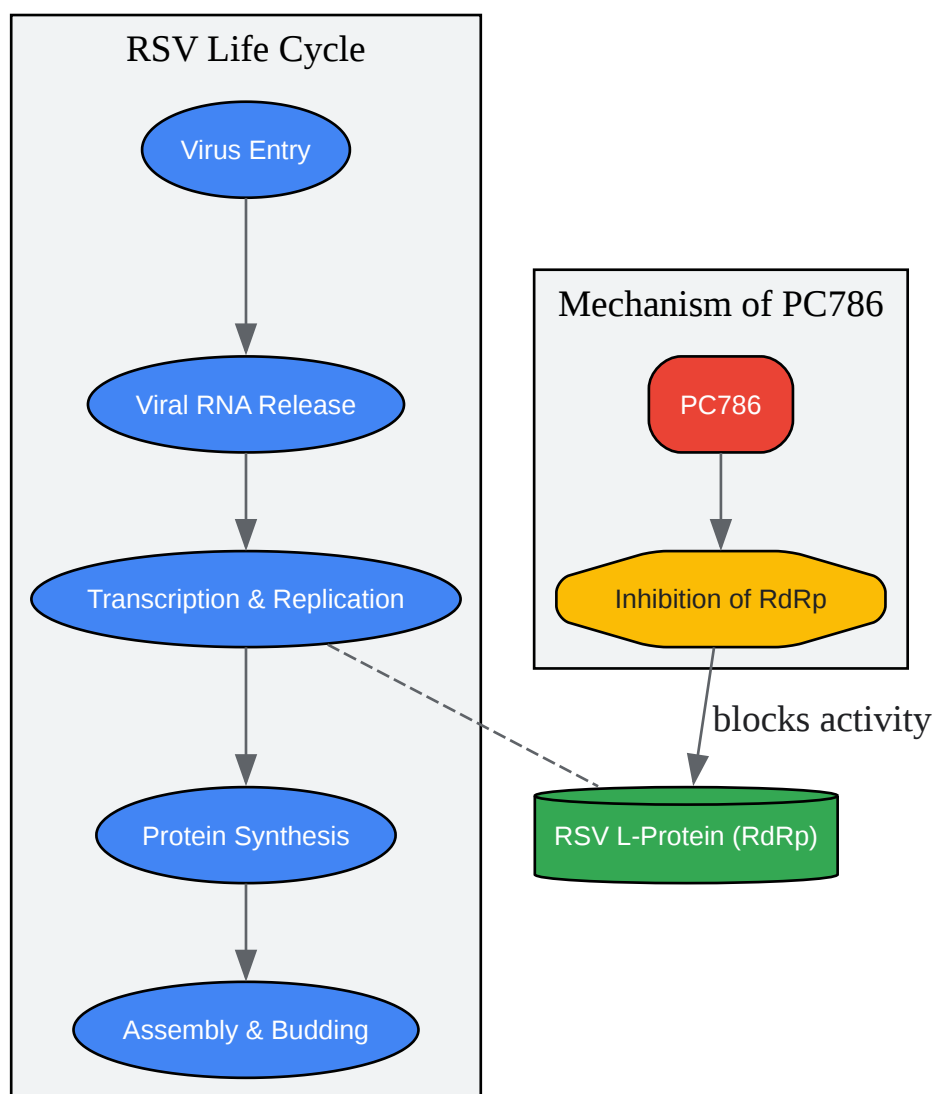 RSV Life Cycle
Virus Entry
Viral RNA Release
Transcription & Replication
Protein Synthesis
Assembly & Budding
Mechanism of PC786
PC786
Inhibition of RdRp
blocks activity
RSV L-Protein (RdRp)